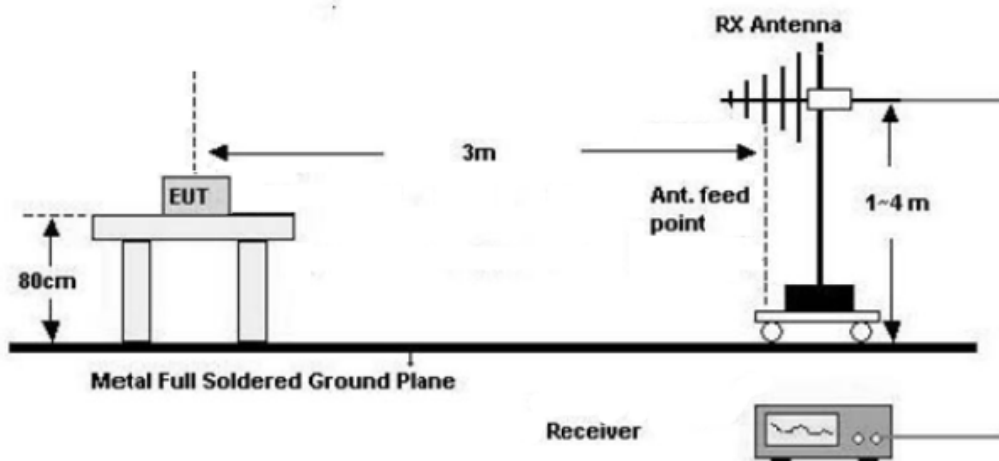 RX Antenna
3m
EUT
Ant. feed
point
1~4 m
80cm
Metal Full Soldered Ground Plane
Receiver